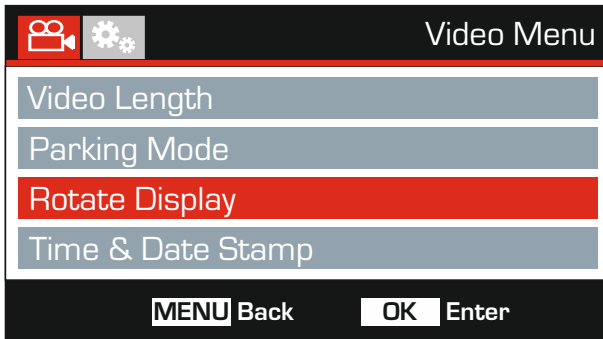 Video Menu
Video Length
Parking Mode
Rotate Display
Time & Date Stamp
MENU Back OK Enter